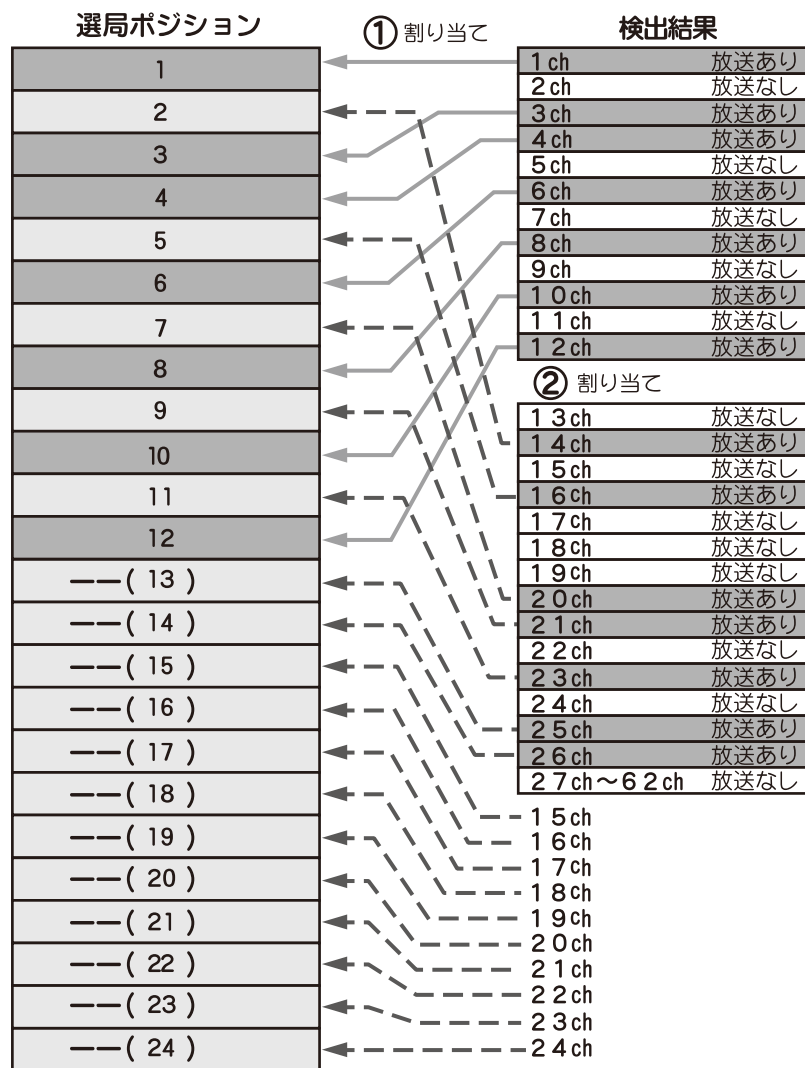 選局ポジション
1
2
3
4
5
6
7
8
9
10
11
12
——( 13 )
——( 14 )
——( 15 )
——( 16 )
——( 17 )
——( 18 )
——( 19 )
——( 20 )
——( 21 )
——( 22 )
——( 23 )
——( 24 )
① 割り当て
検出結果
1ch 放送あり
2ch 放送なし
3ch 放送あり
4ch 放送あり
5ch 放送なし
6ch 放送あり
7ch 放送なし
8ch 放送あり
9ch 放送なし
10ch 放送あり
11ch 放送なし
12ch 放送あり
② 割り当て
13ch 放送なし
14ch 放送あり
15ch 放送なし
16ch 放送あり
17ch 放送なし
18ch 放送なし
19ch 放送なし
20ch 放送あり
21ch 放送あり
22ch 放送なし
23ch 放送あり
24ch 放送なし
25ch 放送あり
26ch 放送あり
27ch〜62ch 放送なし
15ch
16ch
17ch
18ch
19ch
20ch
21ch
22ch
23ch
24ch